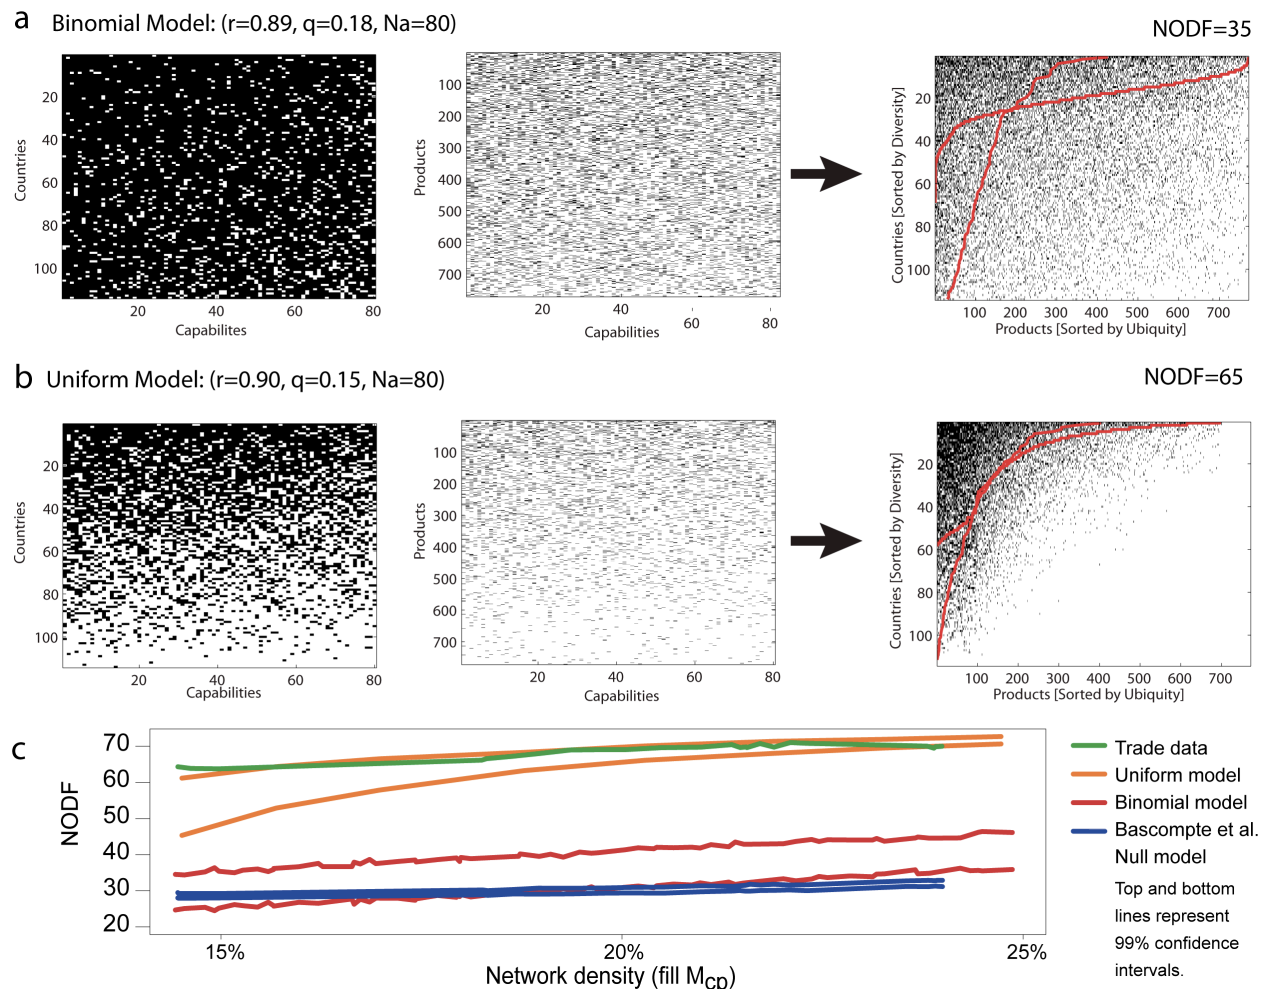 a Binomial Model: (r=0.89, q=0.18, Na=80)
NODF=35
Countries
20
40
60
80
100
20 40 60 80
Capabilites
Products
100
200
300
400
500
600
700
20 40 60 80
Capabilities
Countries [Sorted by Diversity]
20
40
60
80
100
100 200 300 400 500 600 700
Products [Sorted by Ubiquity]
b Uniform Model: (r=0.90, q=0.15, Na=80)
NODF=65
Countries
20
40
60
80
100
20 40 60 80
Capabilities
Products
100
200
300
400
500
600
700
20 40 60 80
Capabilities
Countries [Sorted by Diversity]
20
40
60
80
100
100 200 300 400 500 600 700
Products [Sorted by Ubiquity]
c
NODF
70
60
50
40
30
20
15% 20% 25%
Network density (fill Mcp)
Trade data
Uniform model
Binomial model
Bascompte et al.
Null model
Top and bottom
lines represent
99% confidence
intervals.